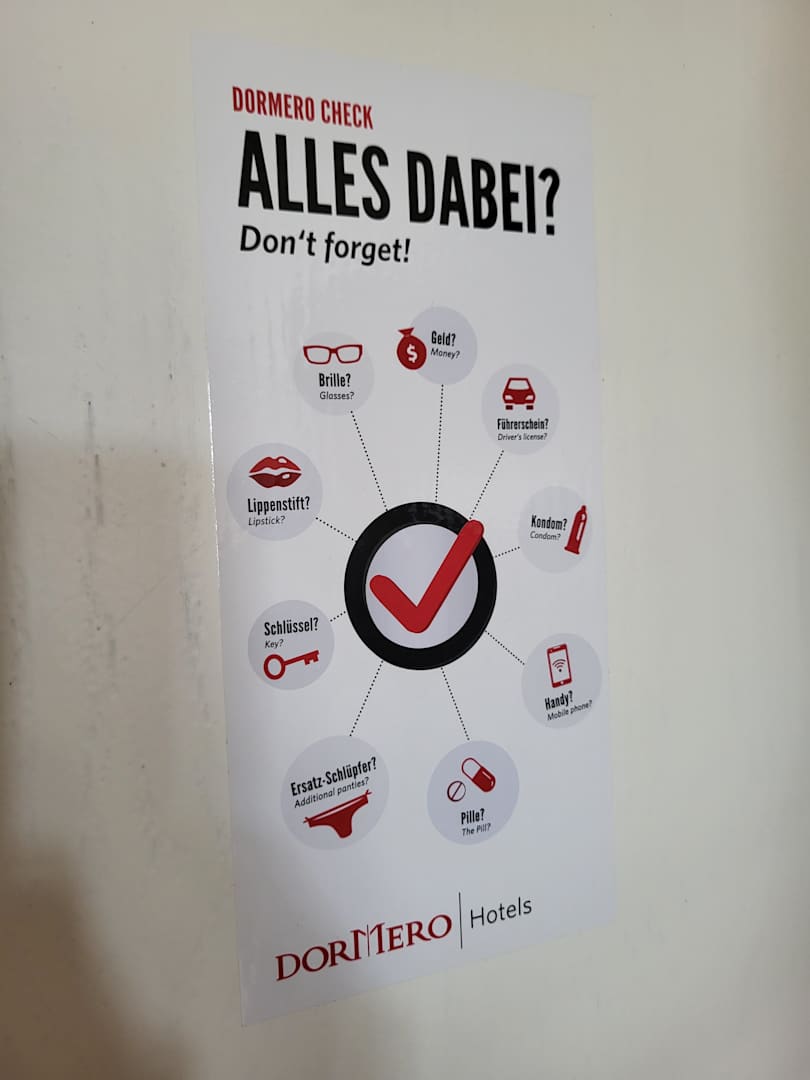 DORMERO CHECK
ALLES DABEI?
Don‘t forget!
Geld?
Money?
Brille?
Glasses?
Führerschein?
Driver's license?
Lippenstift?
Lipstick?
Kondom?
Condom?
Schlüssel?
Key?
Handy?
Mobile phone?
Ersatz-Schlüpfer?
Additional panties?
Pille?
The Pill?
DORMERO | Hotels